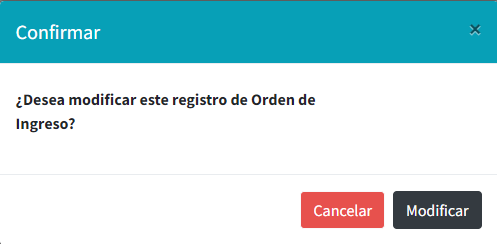 Confirmar
×
¿Desea modificar este registro de Orden de
Ingreso?
Cancelar
Modificar